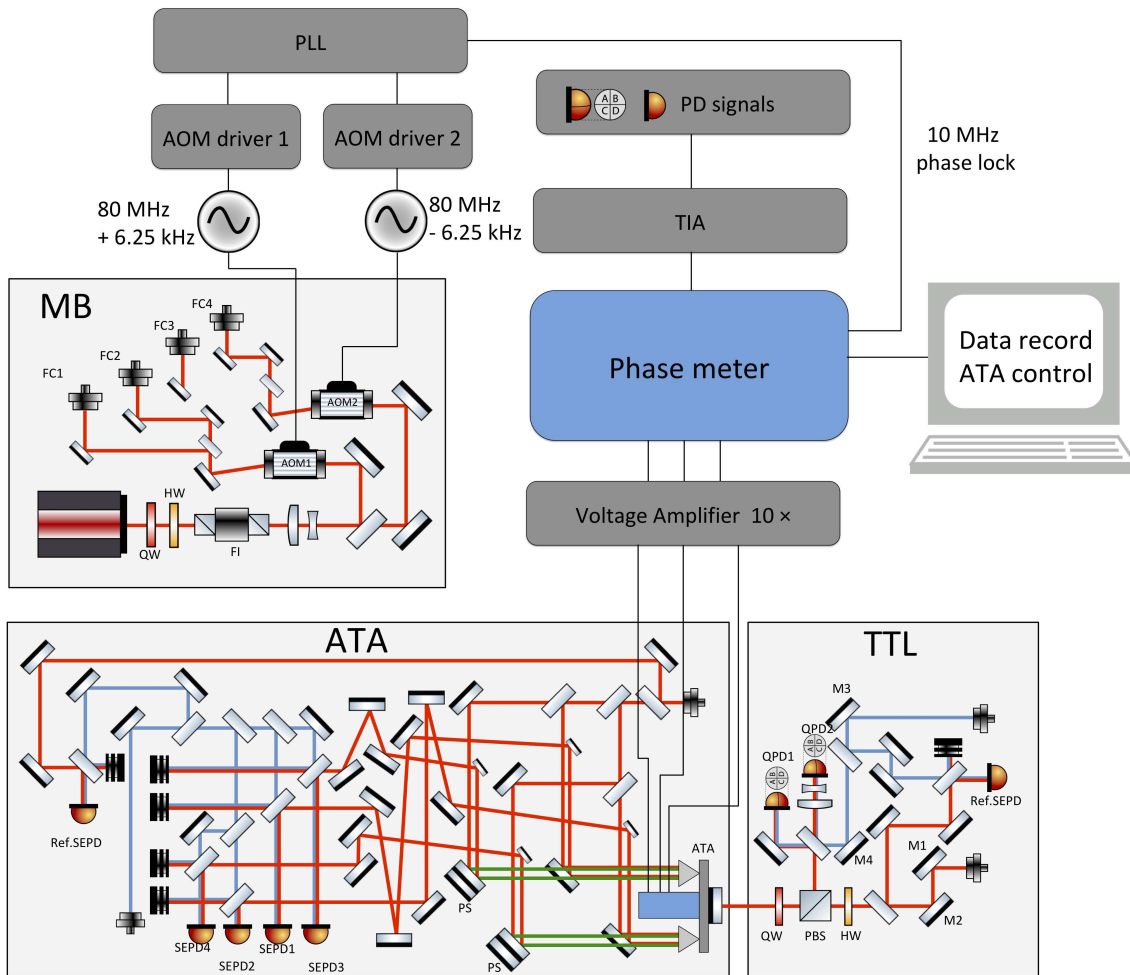 PLL
AOM driver 1
AOM driver 2
A B
C D
PD signals
10 MHz
phase lock
80 MHz
+ 6.25 kHz
80 MHz
- 6.25 kHz
TIA
MB
FC1
FC2
FC3
FC4
AOM2
AOM1
HW
QW
FI
Phase meter
Data record
ATA control
Voltage Amplifier 10 ×
ATA
Ref.SEPD
SEPD4
SEPD2
SEPD1
SEPD3
PS
PS
ATA
TTL
M3
QPD2
A B
C D
QPD1
A B
C D
Ref.SEPD
M1
M4
M2
QW
PBS
HW